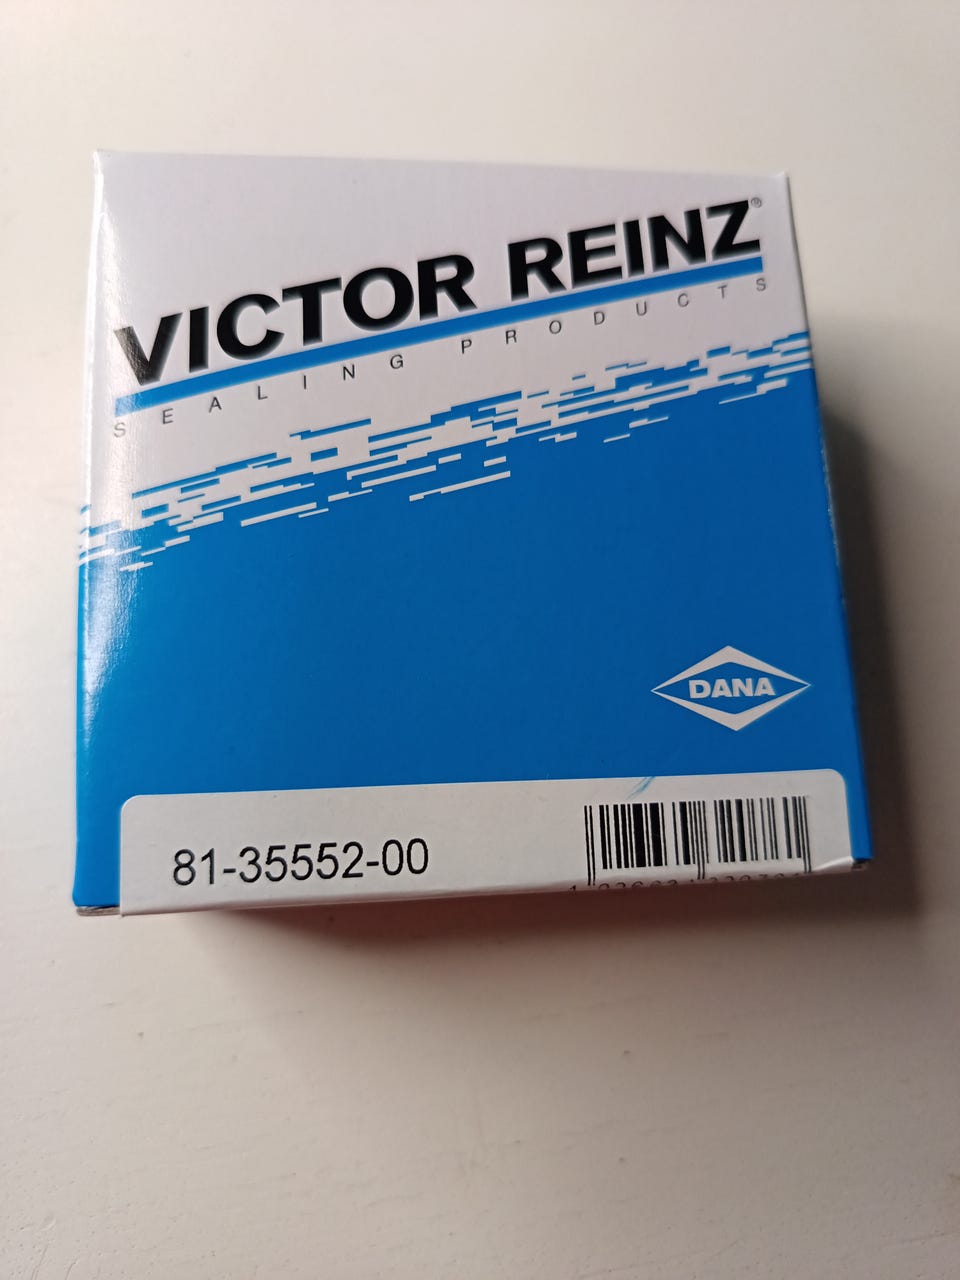 VICTOR REINZ®
SEALING PRODUCTS
DANA
81-35552-00